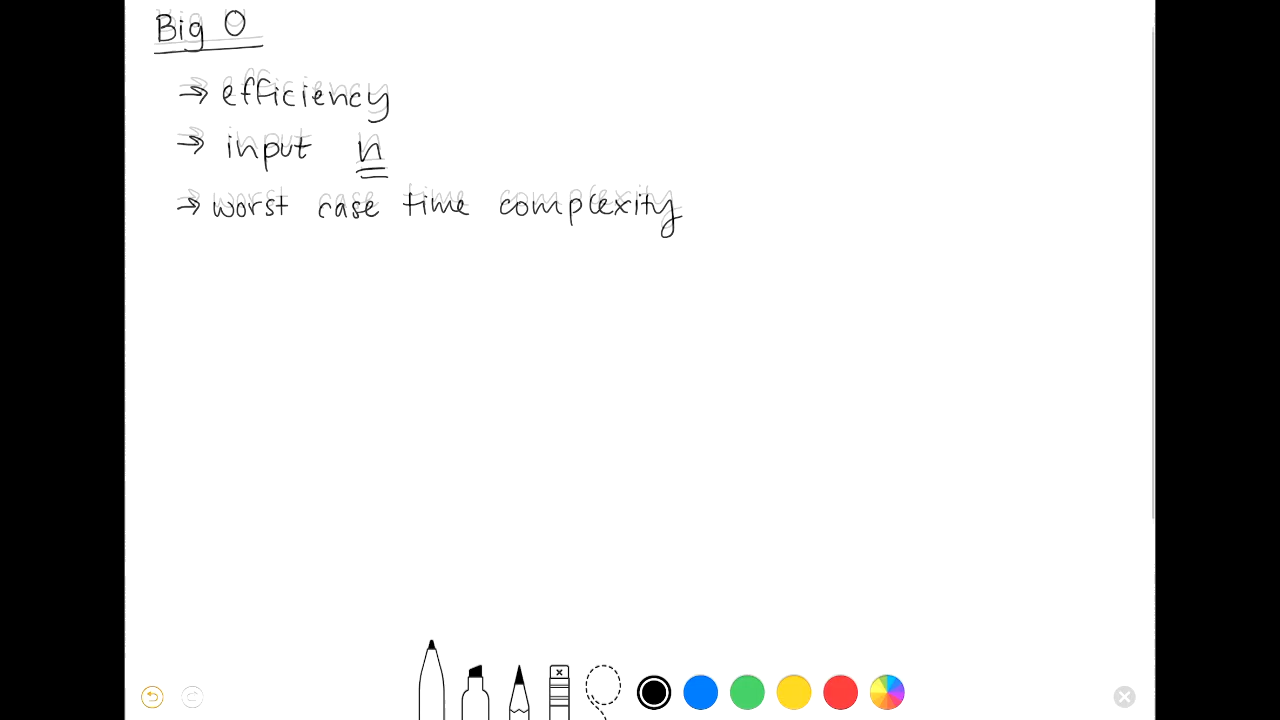 Big O
⇒ efficiency
⇒ input n
⇒ worst case time complexity